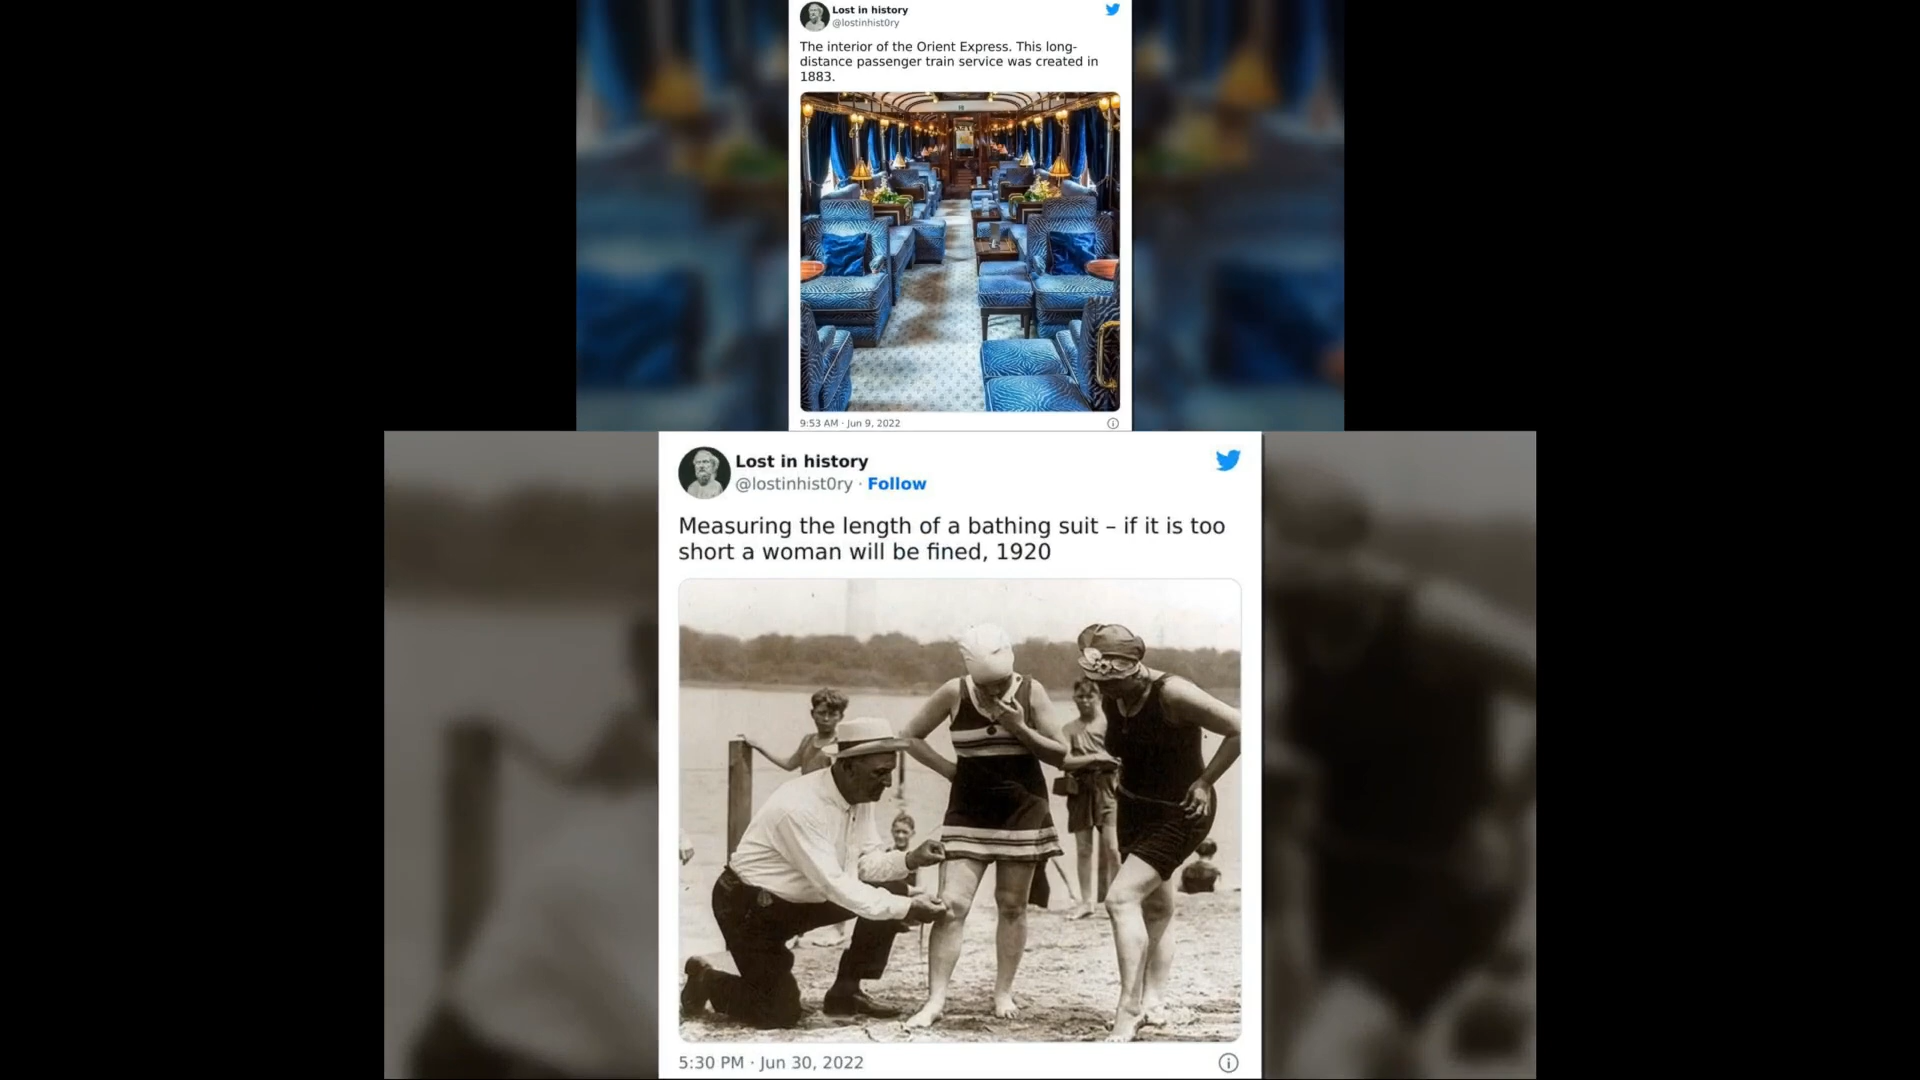 Lost in history
@lostinhist0ry
The interior of the Orient Express. This long-
distance passenger train service was created in
1883.
9:53 AM · Jun 9, 2022
Lost in history
@lostinhist0ry · Follow
Measuring the length of a bathing suit – if it is too
short a woman will be fined, 1920
5:30 PM · Jun 30, 2022